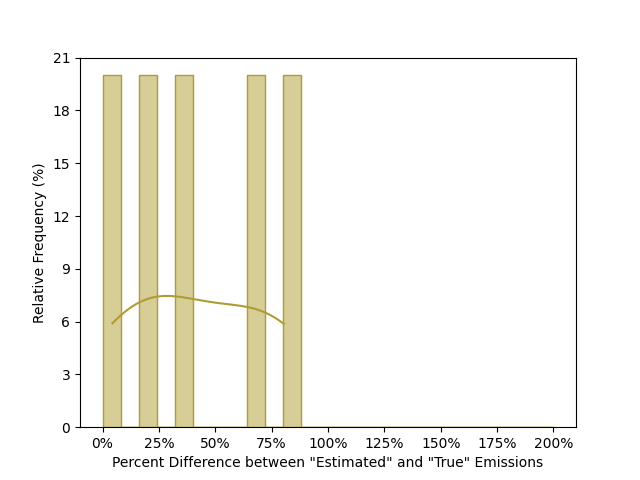 21
18
15
12
9
6
3
0
Relative Frequency (%)
0% 25% 50% 75% 100% 125% 150% 175% 200%
Percent Difference between "Estimated" and "True" Emissions